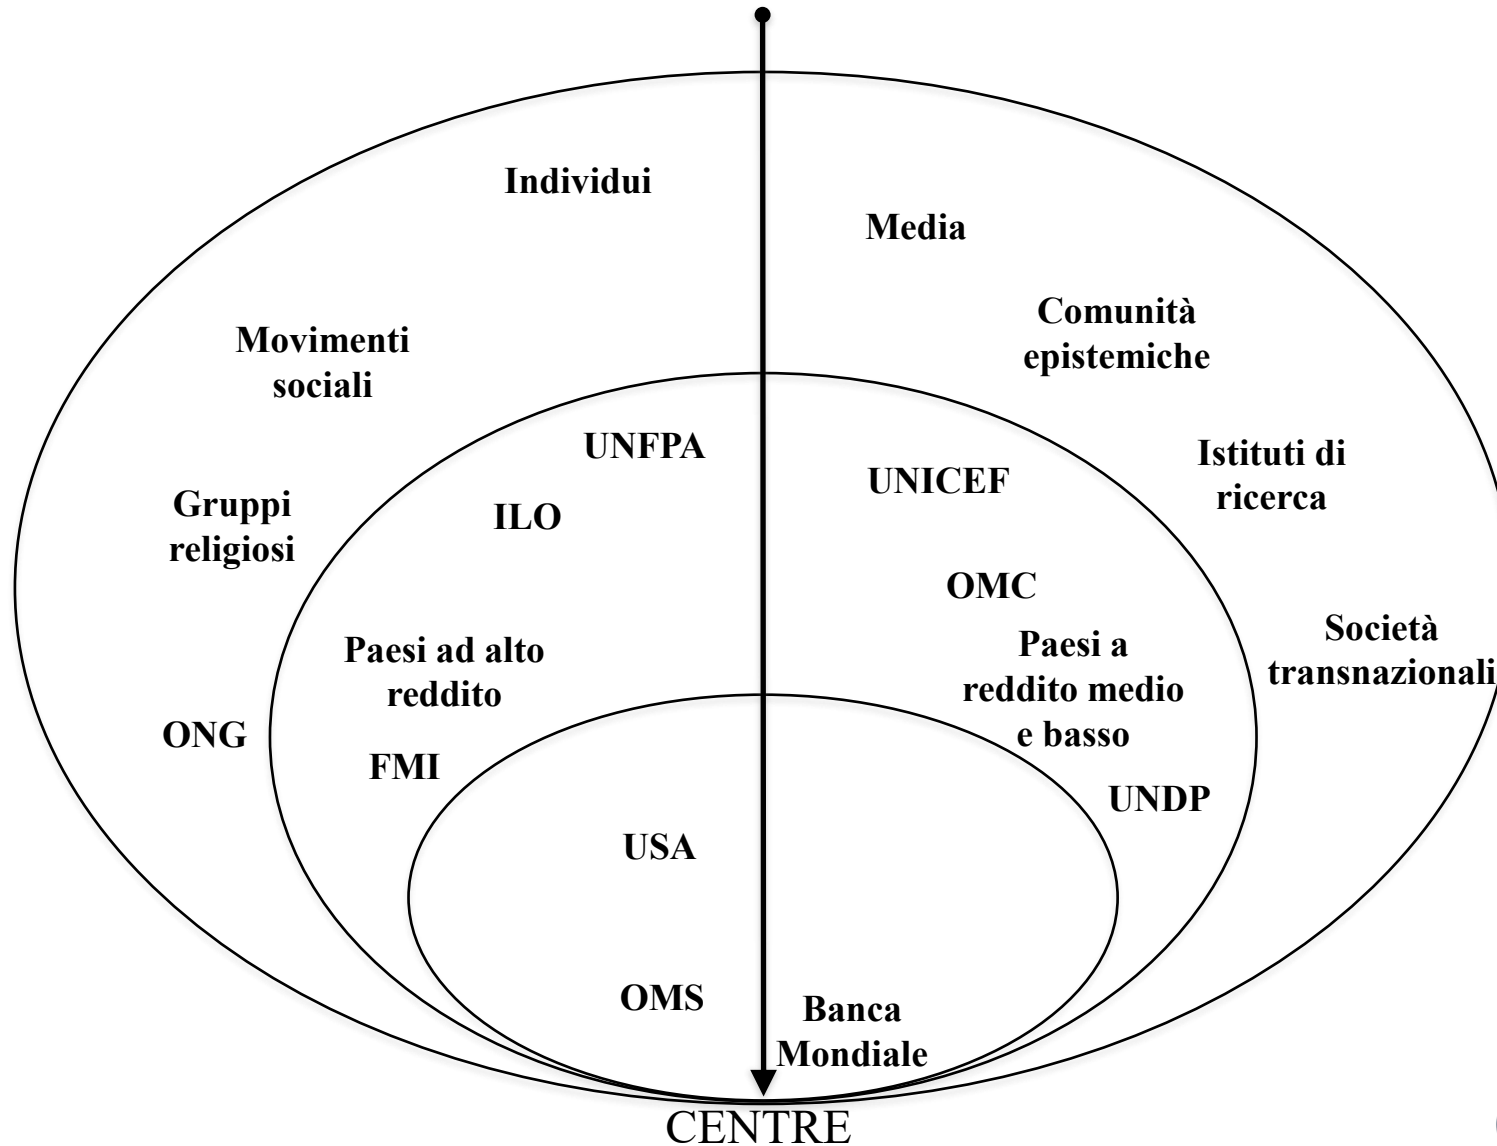 Individui
Media
Comunità
epistemiche
Movimenti
sociali
UNFPA
Istituti di
ricerca
UNICEF
Gruppi
religiosi
ILO
OMC
Paesi ad alto
reddito
Paesi a
reddito medio
e basso
Società
transnazionali
ONG
FMI
UNDP
USA
OMS
Banca
Mondiale
CENTRE